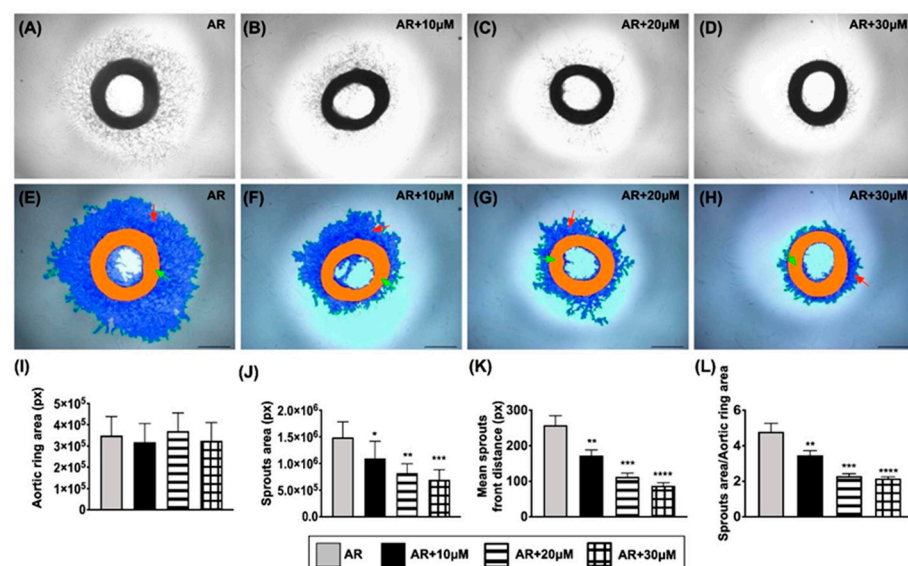 (A) AR
(B) AR+10μM
(C) AR+20μM
(D) AR+30μM
(E) AR
(F) AR+10μM
(G) AR+20μM
(H) AR+30μM
(I)
Aortic ring area (px)
5×10⁵
4×10⁵
3×10⁵
2×10⁵
1×10⁵
0
(J)
Sprouts area (px)
2.0×10⁶
1.5×10⁶
1.0×10⁶
5.0×10⁵
0
*
**
***
(K)
Mean sprouts
front distance (px)
300
200
100
0
**
***
****
(L)
Sprouts area/Aortic ring area
6
4
2
0
**
***
****
AR AR+10μM AR+20μM AR+30μM